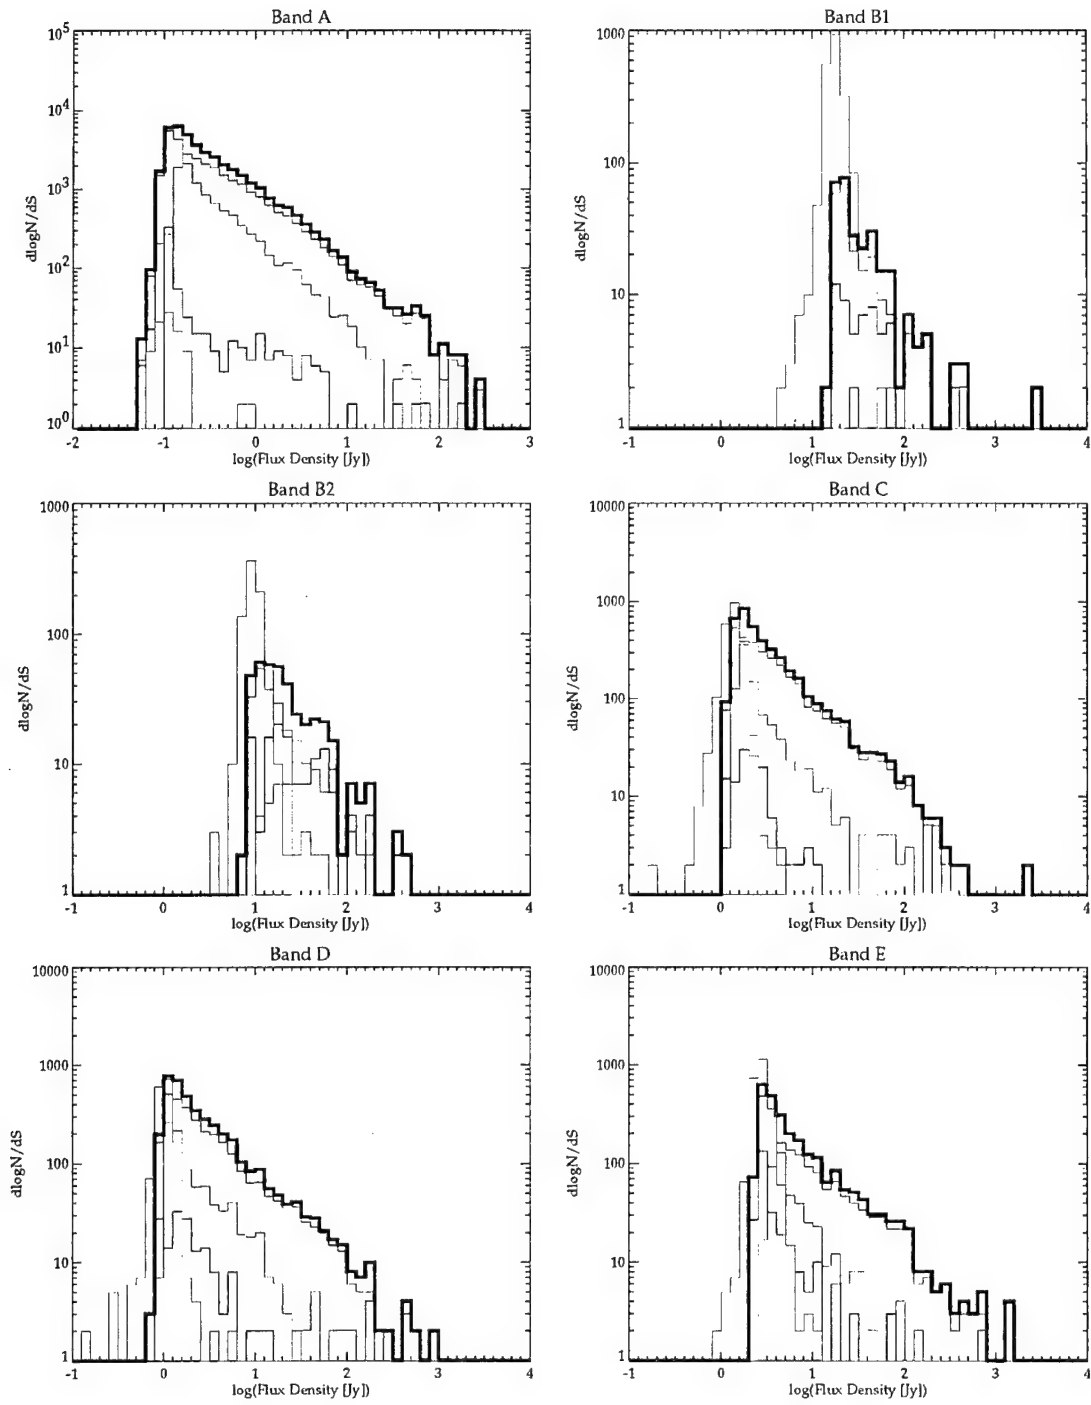 Band A
10^5
10^4
10^3
10^2
10^1
10^0
dlogN/dS
-2 -1 0 1 2 3
log(Flux Density [Jy])
Band B1
1000
100
10
1
dlogN/dS
-1 0 1 2 3 4
log(Flux Density [Jy])
Band B2
1000
100
10
1
dlogN/dS
-1 0 1 2 3 4
log(Flux Density [Jy])
Band C
10000
1000
100
10
1
dlogN/dS
-1 0 1 2 3 4
log(Flux Density [Jy])
Band D
10000
1000
100
10
1
dlogN/dS
-1 0 1 2 3 4
log(Flux Density [Jy])
Band E
10000
1000
100
10
1
dlogN/dS
-1 0 1 2 3 4
log(Flux Density [Jy])